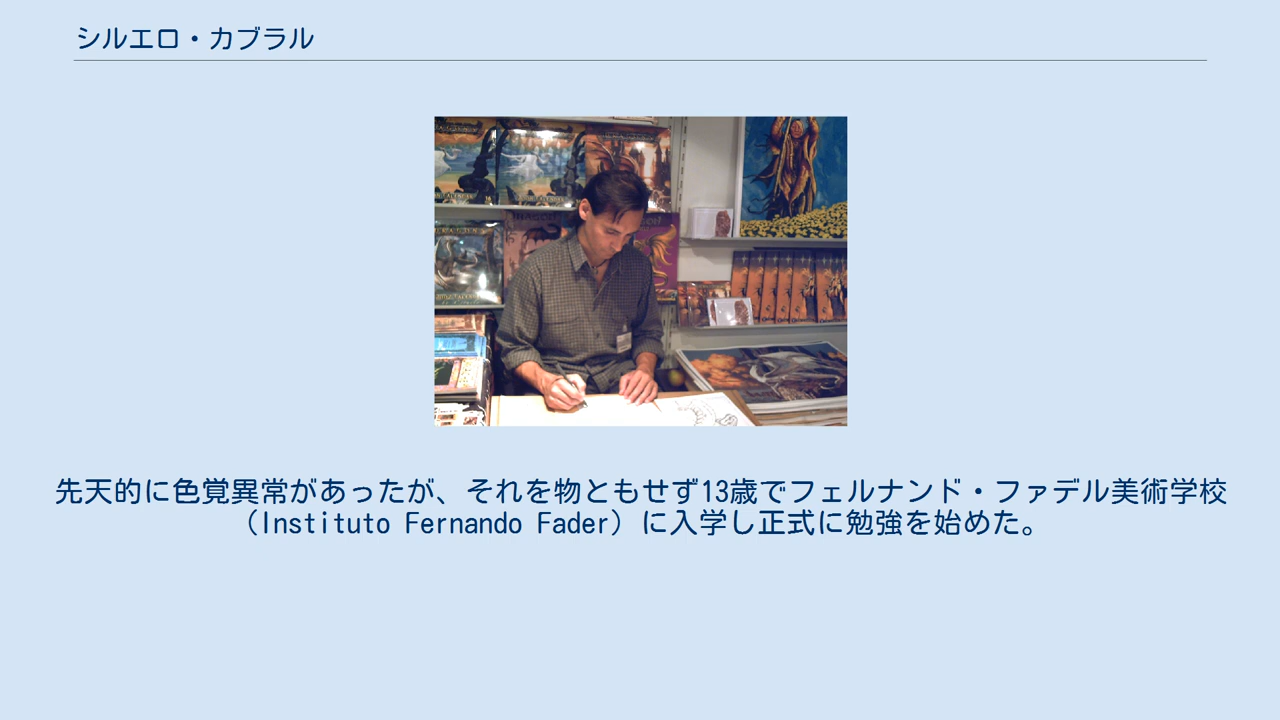 シルエロ・カブラル
先天的に色覚異常があったが、それを物ともせず13歳でフェルナンド・ファデル美術学校
（Instituto Fernando Fader）に入学し正式に勉強を始めた。